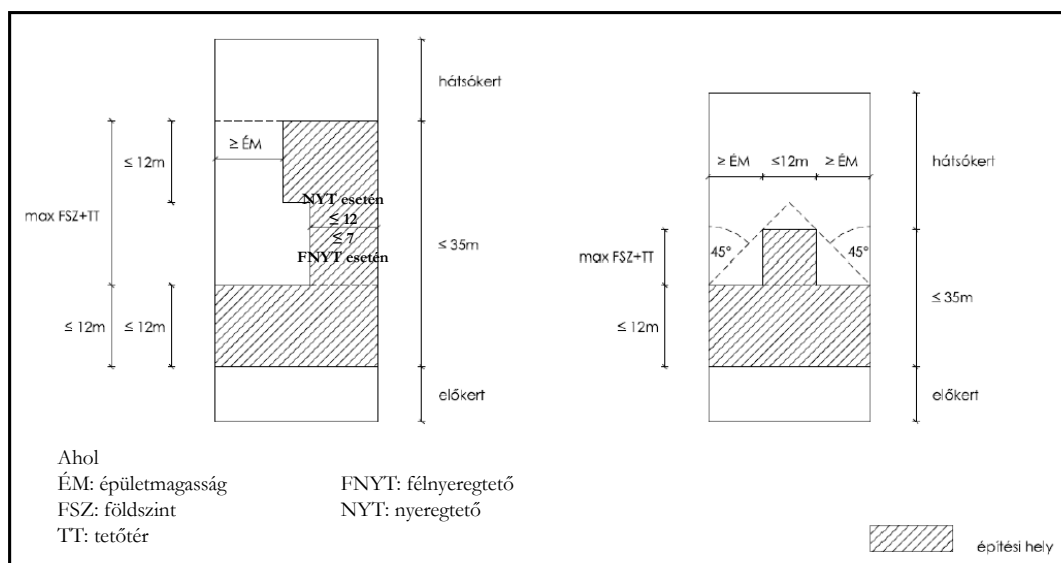 hátsókert
≥ ÉM
≤ 12m
max FSZ+TT
NYT esetén
≤ 12
≤ 7
FNYT esetén
≤ 35m
≤ 12m
≤ 12m
előkert
≥ ÉM
≤12m
≥ ÉM
hátsókert
45°
45°
max FSZ+TT
≤ 35m
≤ 12m
előkert
Ahol
ÉM: épületmagasság
FSZ: földszint
TT: tetőtér
FNYT: félnyeregtető
NYT: nyeregtető
építési hely